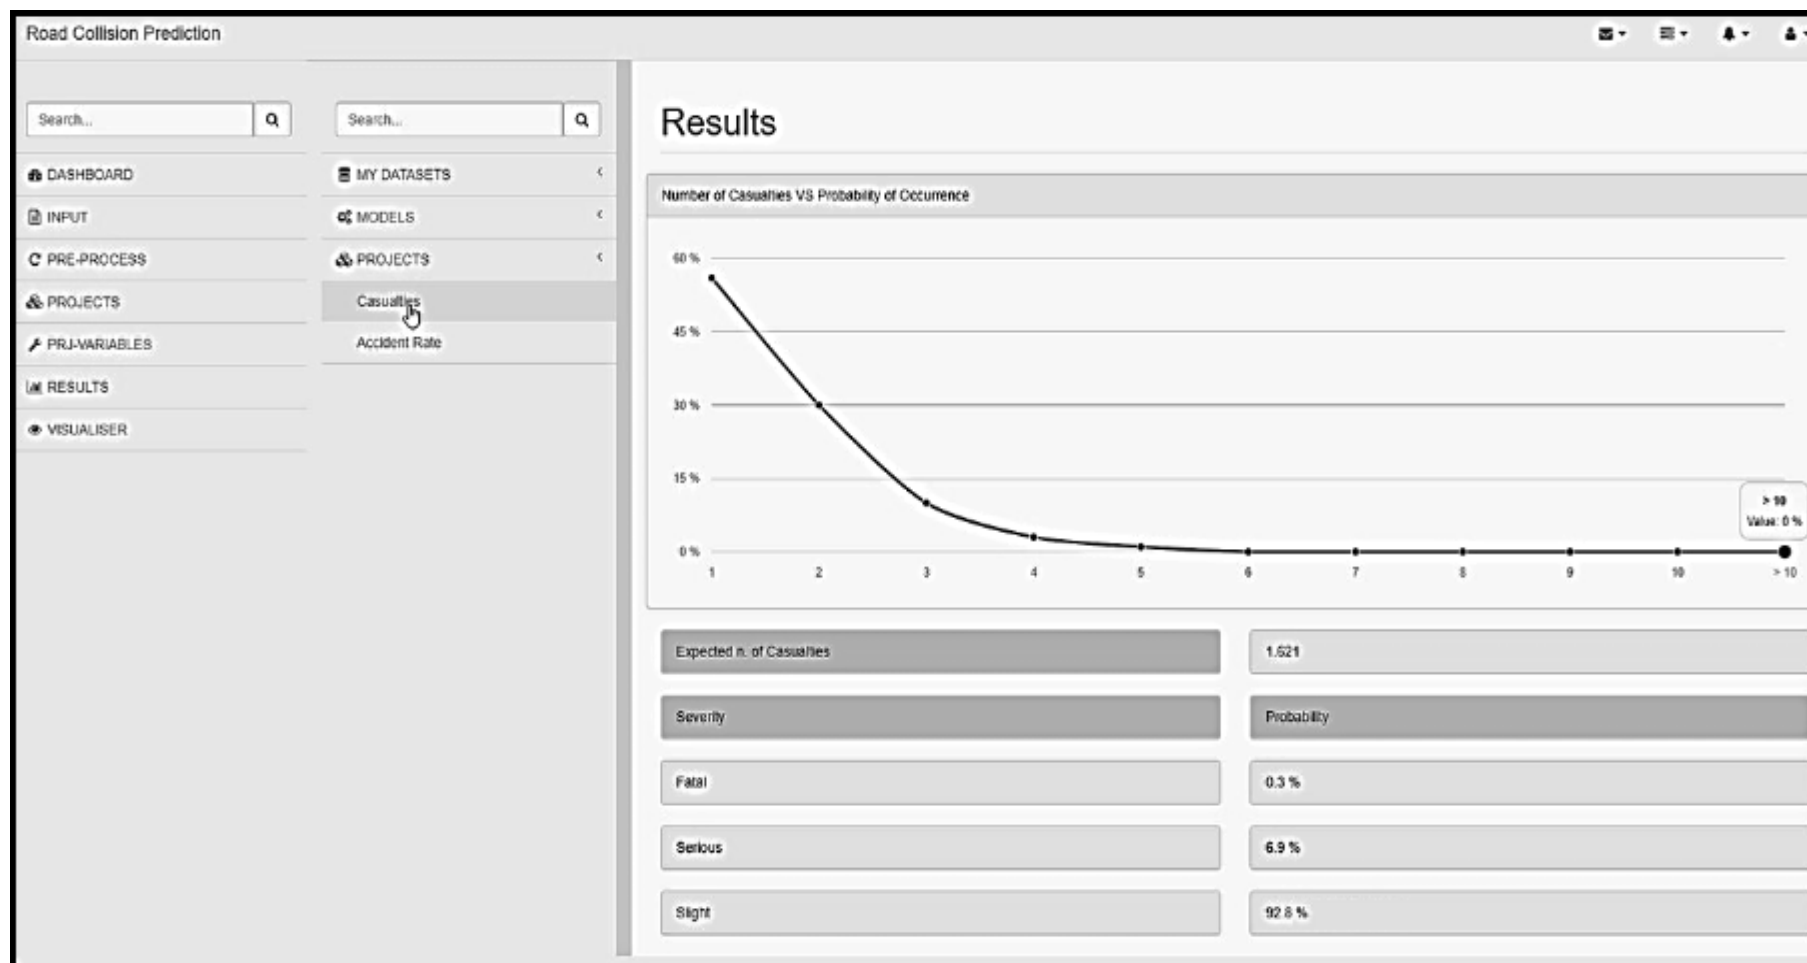 Road Collision Prediction
Search...
DASHBOARD
INPUT
PRE-PROCESS
PROJECTS
PRJ-VARIABLES
RESULTS
VISUALISER
Search...
MY DATASETS
MODELS
PROJECTS
Casualties
Accident Rate
Results
Number of Casualties VS Probability of Occurrence
60 %
45 %
30 %
15 %
0 %
1 2 3 4 5 6 7 8 9 10 > 10
> 10
Value: 0 %
Expected n. of Casualties 1.621
Severity Probability
Fatal 0.3 %
Serious 6.9 %
Slight 92.8 %